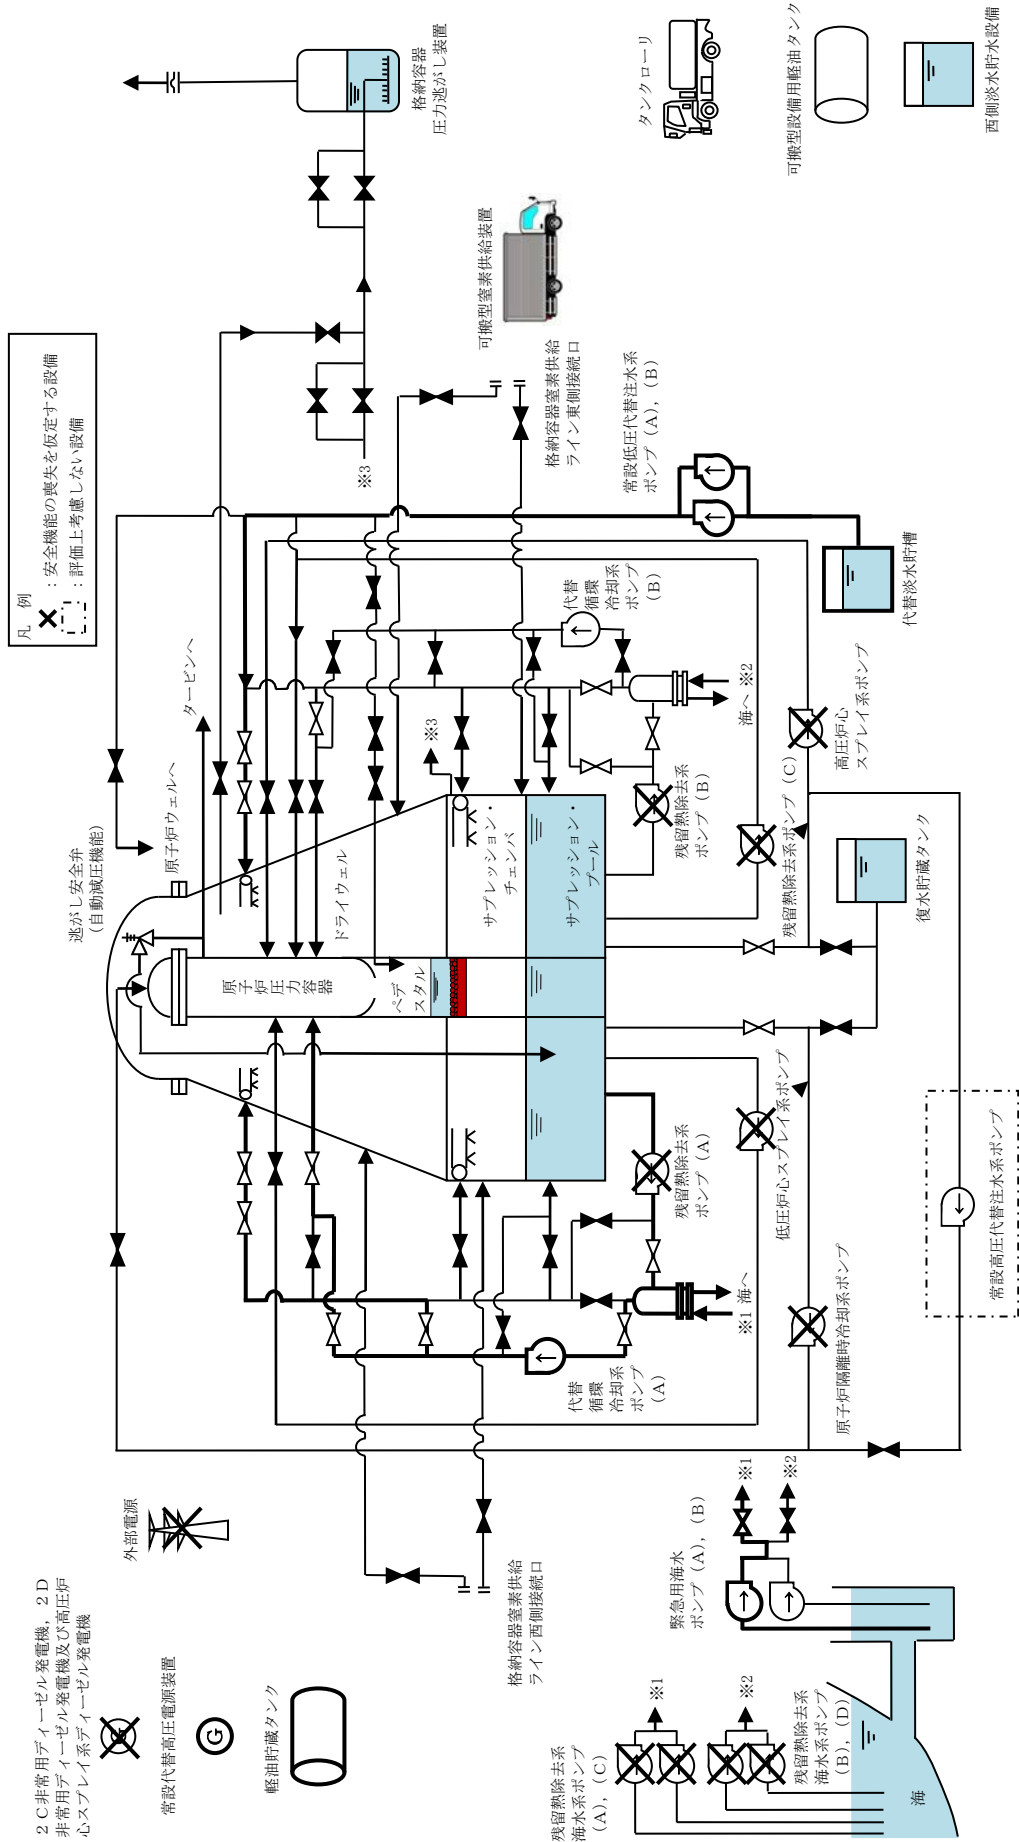 2C非常用ディーゼル発電機,2D
非常用ディーゼル発電機及び高圧炉
心スプレイ系ディーゼル発電機
G
常設代替高圧電源装置
G
軽油貯蔵タンク
外部電源
凡 例
:安全機能の喪失を仮定する設備
:評価上考慮しない設備
逃がし安全弁
(自動減圧機能)
原子炉ウェルへ
タービンへ
原子炉圧力容器
ドライウェル
ペデ
スタル
サプレッション・
チェンバ
サプレッション・
プール
※3
※3
格納容器
圧力逃がし装置
可搬型窒素供給装置
格納容器窒素供給
ライン東側接続口
常設低圧代替注水系
ポンプ(A),(B)
代替淡水貯槽
タンクローリ
可搬型設備用軽油タンク
西側淡水貯水設備
代替
循環
冷却系
ポンプ
(B)
海へ ※2
残留熱除去系
ポンプ(B)
残留熱除去系ポンプ(C)
高圧炉心
スプレイ系ポンプ
復水貯蔵タンク
残留熱除去系
ポンプ(A)
低圧炉心スプレイ系ポンプ
※1 海へ
代替
循環
冷却系
ポンプ
(A)
原子炉隔離時冷却系ポンプ
常設高圧代替注水系ポンプ
格納容器窒素供給
ライン西側接続口
緊急用海水
ポンプ(A),(B)
※1
※2
残留熱除去系
海水系ポンプ
(A),(C)
※1
※2
残留熱除去系
海水系ポンプ
(B),(D)
海